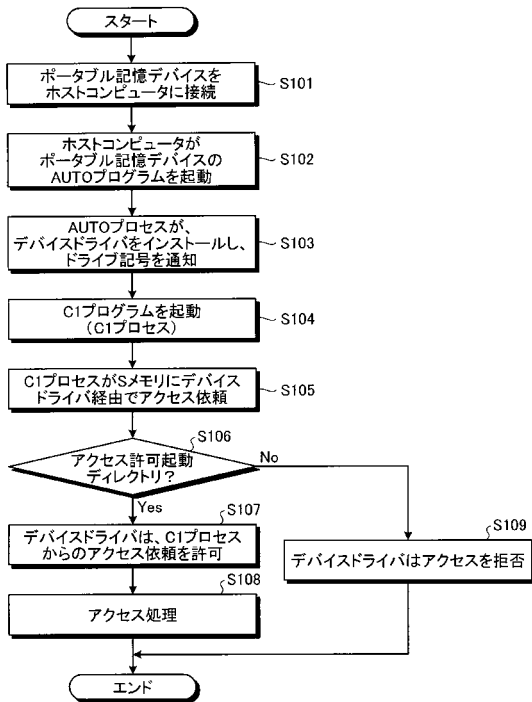 スタート
ポータブル記憶デバイスを
ホストコンピュータに接続
S101
ホストコンピュータが
ポータブル記憶デバイスの
AUTOプログラムを起動
S102
AUTOプロセスが、
デバイスドライバをインストールし、
ドライブ記号を通知
S103
C1プログラムを起動
(C1プロセス)
S104
C1プロセスがSメモリにデバイス
ドライバ経由でアクセス依頼
S105
S106
アクセス許可起動
ディレクトリ？
No
Yes
S107
デバイスドライバは、C1プロセス
からのアクセス依頼を許可
S109
デバイスドライバはアクセスを拒否
S108
アクセス処理
エンド